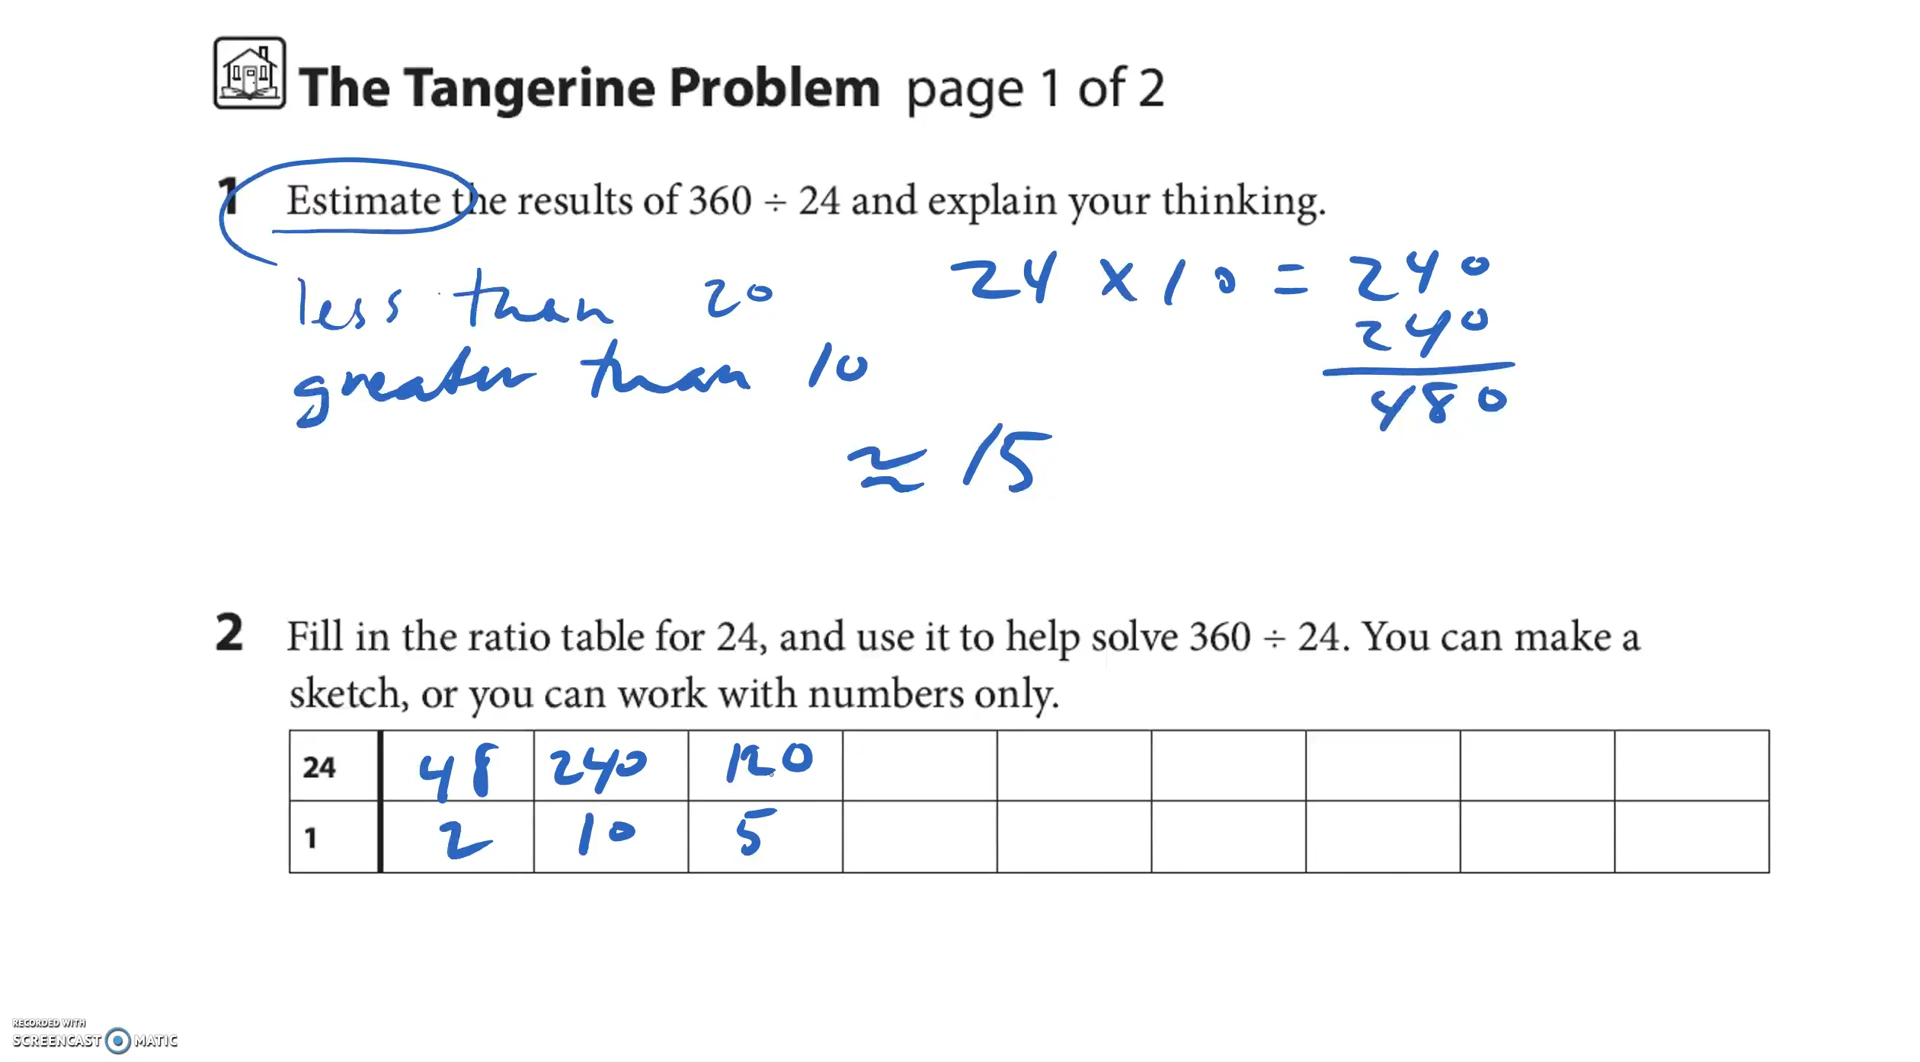 The Tangerine Problem page 1 of 2
1 Estimate the results of 360 ÷ 24 and explain your thinking.
less than 20
greater than 10
24 × 10 = 240
240
480
≈ 15
2 Fill in the ratio table for 24, and use it to help solve 360 ÷ 24. You can make a
sketch, or you can work with numbers only.
24 48 240 120
1 2 10 5
RECORDED WITH
SCREENCAST MATIC